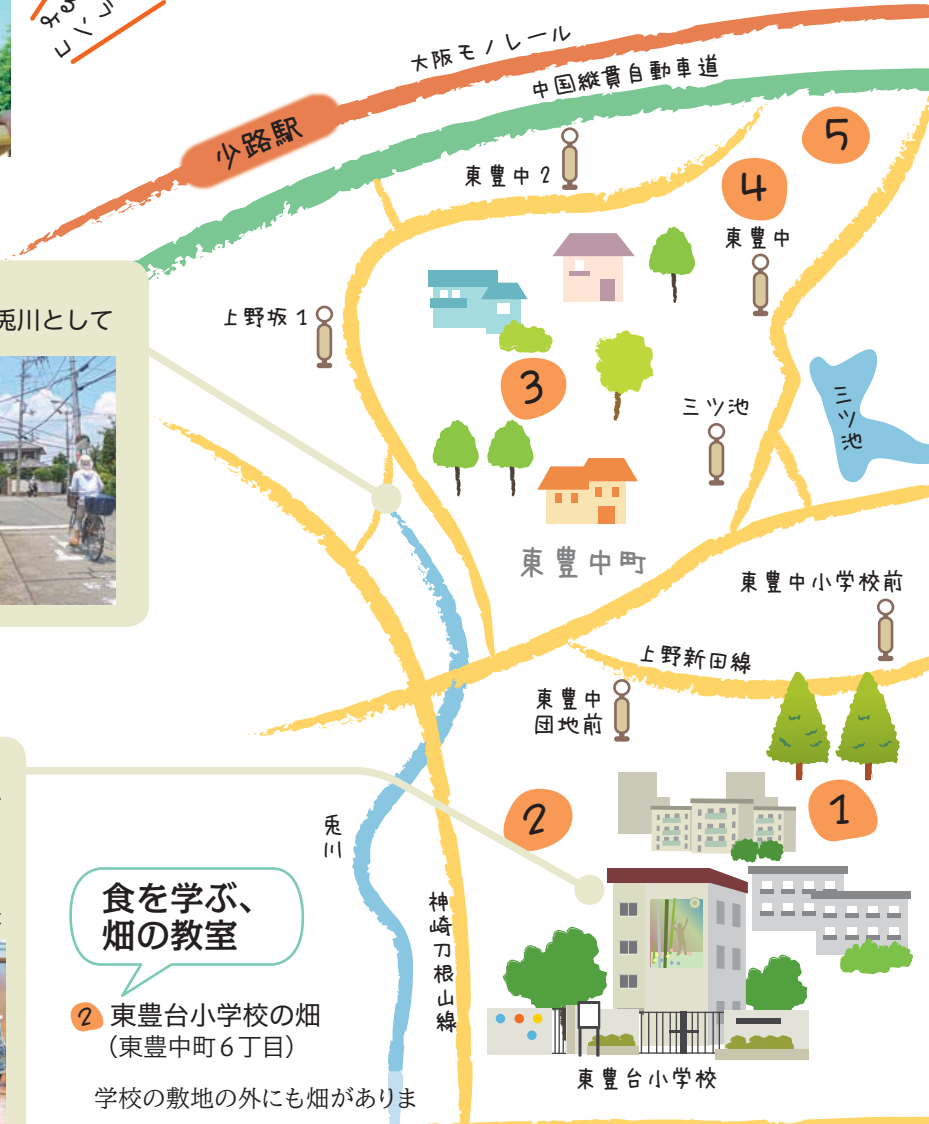 コンラ
大阪モノレール
中国縦貫自動車道
少路駅
東豊中2
5
4
東豊中
兎川として
上野坂1
3
三ツ池
三ツ池
東豊中町
東豊中小学校前
上野新田線
東豊中
団地前
2
1
兎川
神崎刀根山線
食を学ぶ、
畑の教室
2 東豊台小学校の畑
(東豊中町6丁目)
学校の敷地の外にも畑がありま
東豊台小学校